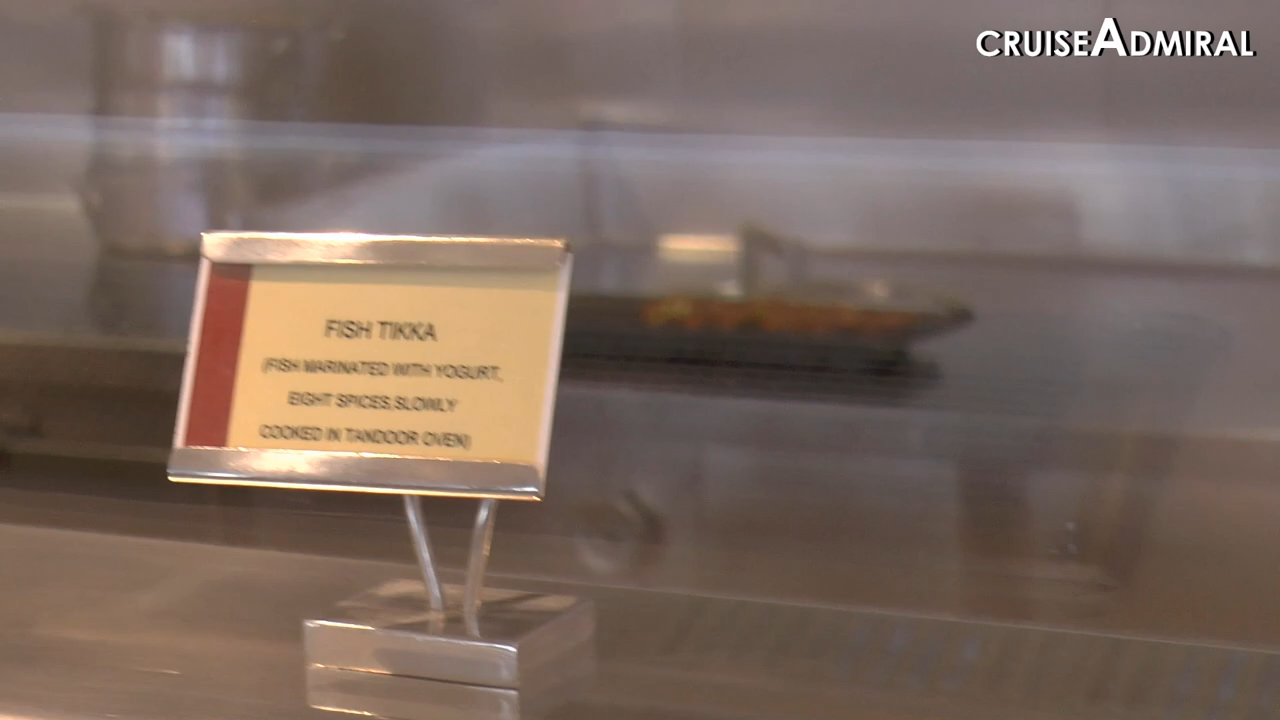 CRUISEADMIRAL
FISH TIKKA
(FISH MARINATED WITH YOGURT,
EIGHT SPICES,SLOWLY
COOKED IN TANDOOR OVEN)